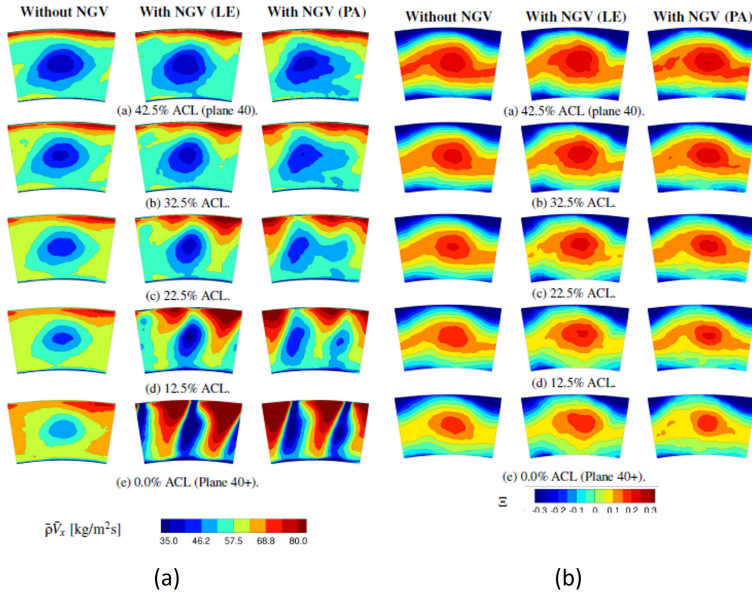 Without NGV With NGV (LE) With NGV (PA)
(a) 42.5% ACL (plane 40).
(b) 32.5% ACL.
(c) 22.5% ACL.
(d) 12.5% ACL.
(e) 0.0% ACL (Plane 40+).
ρ̃Ṽx [kg/m²s]
35.0 46.2 57.5 68.8 80.0
(a)
Without NGV With NGV (LE) With NGV (PA)
(a) 42.5% ACL (plane 40).
(b) 32.5% ACL.
(c) 22.5% ACL.
(d) 12.5% ACL.
(e) 0.0% ACL (Plane 40+).
Ξ
-0.3 -0.2 -0.1 0 0.1 0.2 0.3
(b)